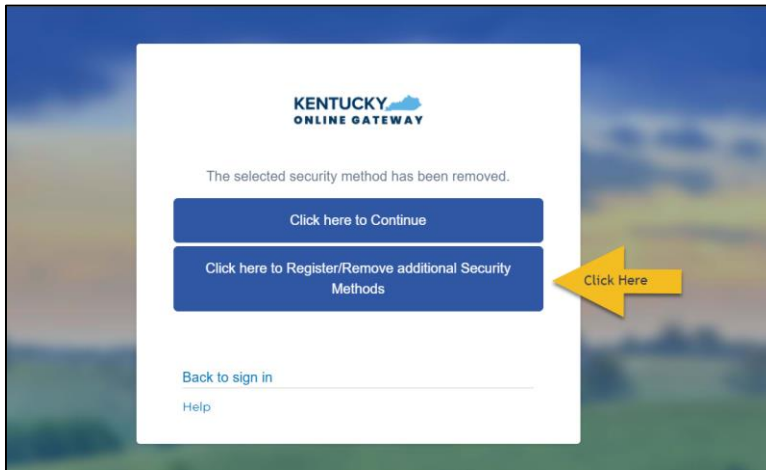 KENTUCKY
ONLINE GATEWAY
The selected security method has been removed.
Click here to Continue
Click here to Register/Remove additional Security
Methods
Click Here
Back to sign in
Help